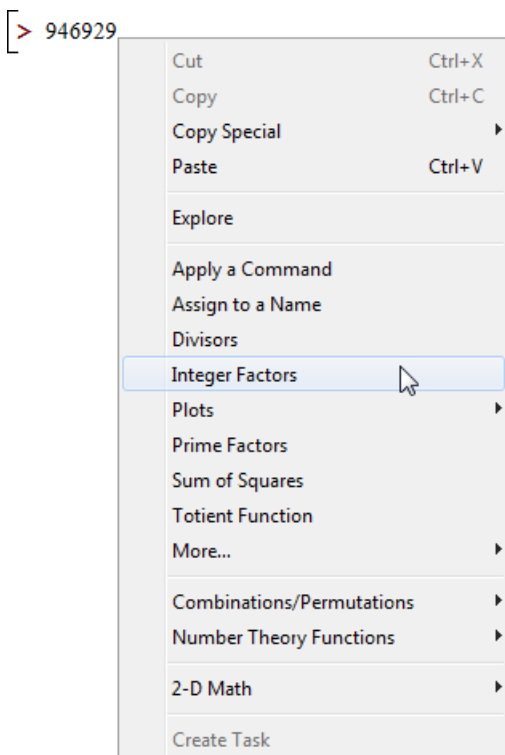 > 946929
Cut Ctrl+X
Copy Ctrl+C
Copy Special
Paste Ctrl+V
Explore
Apply a Command
Assign to a Name
Divisors
Integer Factors
Plots
Prime Factors
Sum of Squares
Totient Function
More...
Combinations/Permutations
Number Theory Functions
2-D Math
Create Task